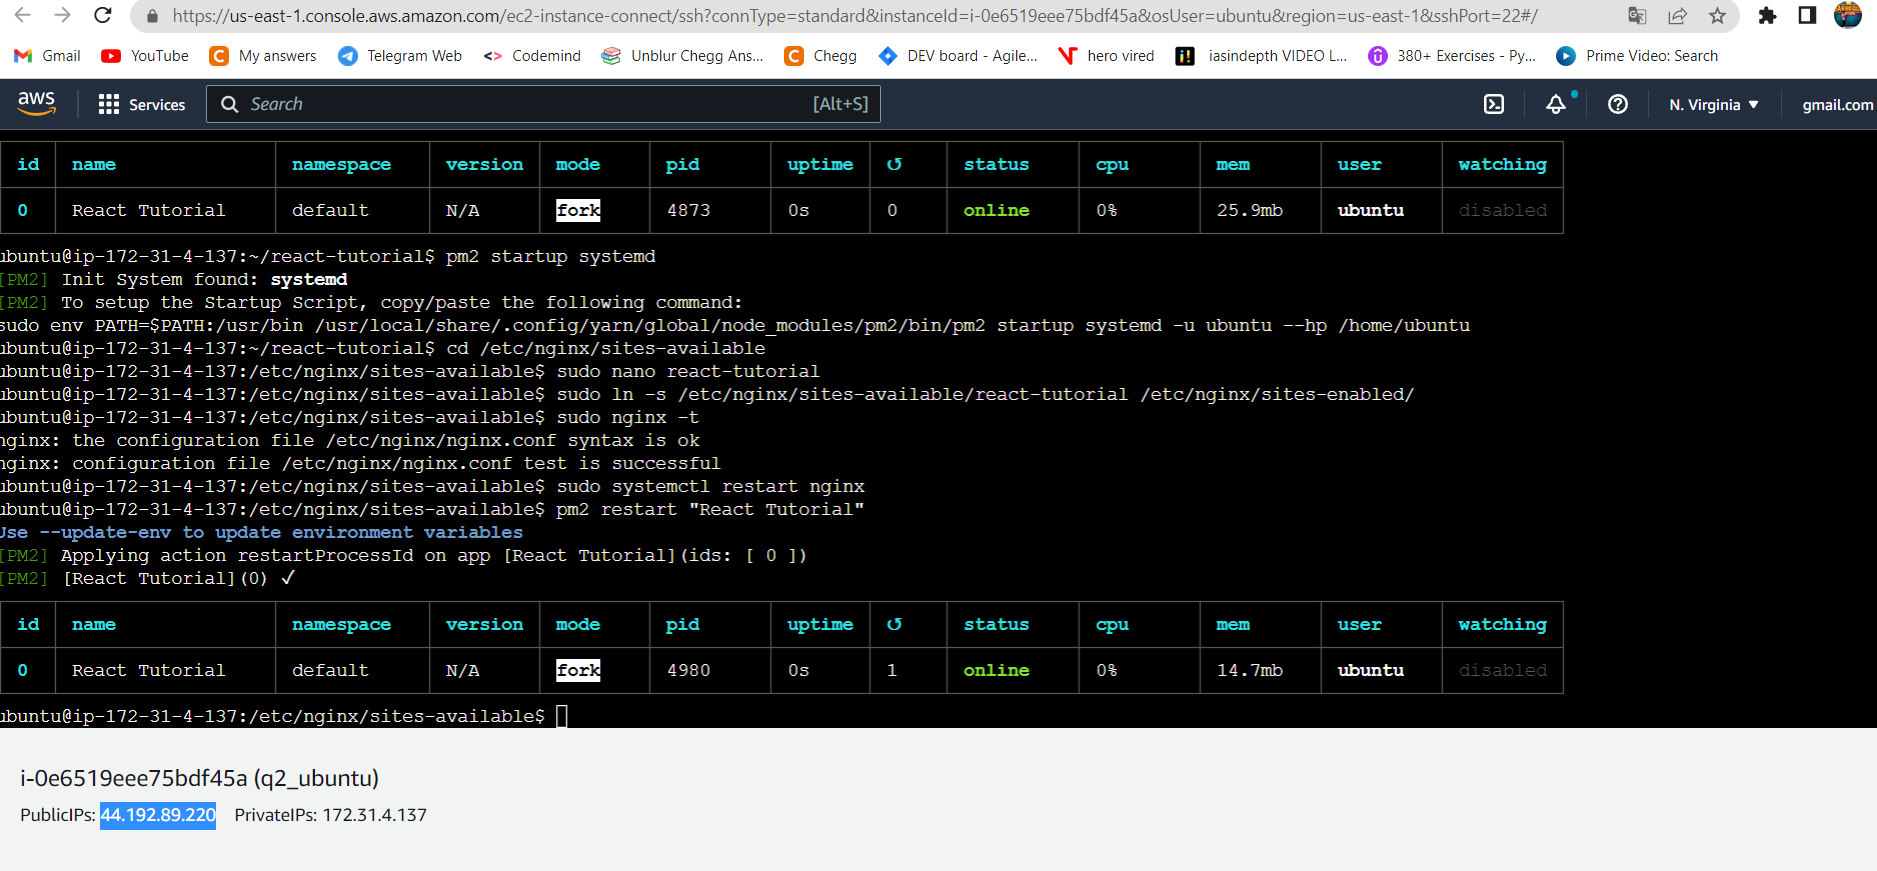 https://us-east-1.console.aws.amazon.com/ec2-instance-connect/ssh?connType=standard&instanceId=i-0e6519eee75bdf45a&osUser=ubuntu&region=us-east-1&sshPort=22#/
Gmail YouTube My answers Telegram Web Codemind Unblur Chegg Ans... Chegg DEV board - Agile... hero vired iasindepth VIDEO L... 380+ Exercises - Py... Prime Video: Search
aws Services Search [Alt+S] N. Virginia ▼ gmail.com
id name namespace version mode pid uptime ↺ status cpu mem user watching
0 React Tutorial default N/A fork 4873 0s 0 online 0% 25.9mb ubuntu disabled
ubuntu@ip-172-31-4-137:~/react-tutorial$ pm2 startup systemd
[PM2] Init System found: systemd
[PM2] To setup the Startup Script, copy/paste the following command:
sudo env PATH=$PATH:/usr/bin /usr/local/share/.config/yarn/global/node_modules/pm2/bin/pm2 startup systemd -u ubuntu --hp /home/ubuntu
ubuntu@ip-172-31-4-137:~/react-tutorial$ cd /etc/nginx/sites-available
ubuntu@ip-172-31-4-137:/etc/nginx/sites-available$ sudo nano react-tutorial
ubuntu@ip-172-31-4-137:/etc/nginx/sites-available$ sudo ln -s /etc/nginx/sites-available/react-tutorial /etc/nginx/sites-enabled/
ubuntu@ip-172-31-4-137:/etc/nginx/sites-available$ sudo nginx -t
nginx: the configuration file /etc/nginx/nginx.conf syntax is ok
nginx: configuration file /etc/nginx/nginx.conf test is successful
ubuntu@ip-172-31-4-137:/etc/nginx/sites-available$ sudo systemctl restart nginx
ubuntu@ip-172-31-4-137:/etc/nginx/sites-available$ pm2 restart "React Tutorial"
Use --update-env to update environment variables
[PM2] Applying action restartProcessId on app [React Tutorial](ids: [ 0 ])
[PM2] [React Tutorial](0) ✓
id name namespace version mode pid uptime ↺ status cpu mem user watching
0 React Tutorial default N/A fork 4980 0s 1 online 0% 14.7mb ubuntu disabled
ubuntu@ip-172-31-4-137:/etc/nginx/sites-available$
i-0e6519eee75bdf45a (q2_ubuntu)
PublicIPs: 44.192.89.220 PrivateIPs: 172.31.4.137